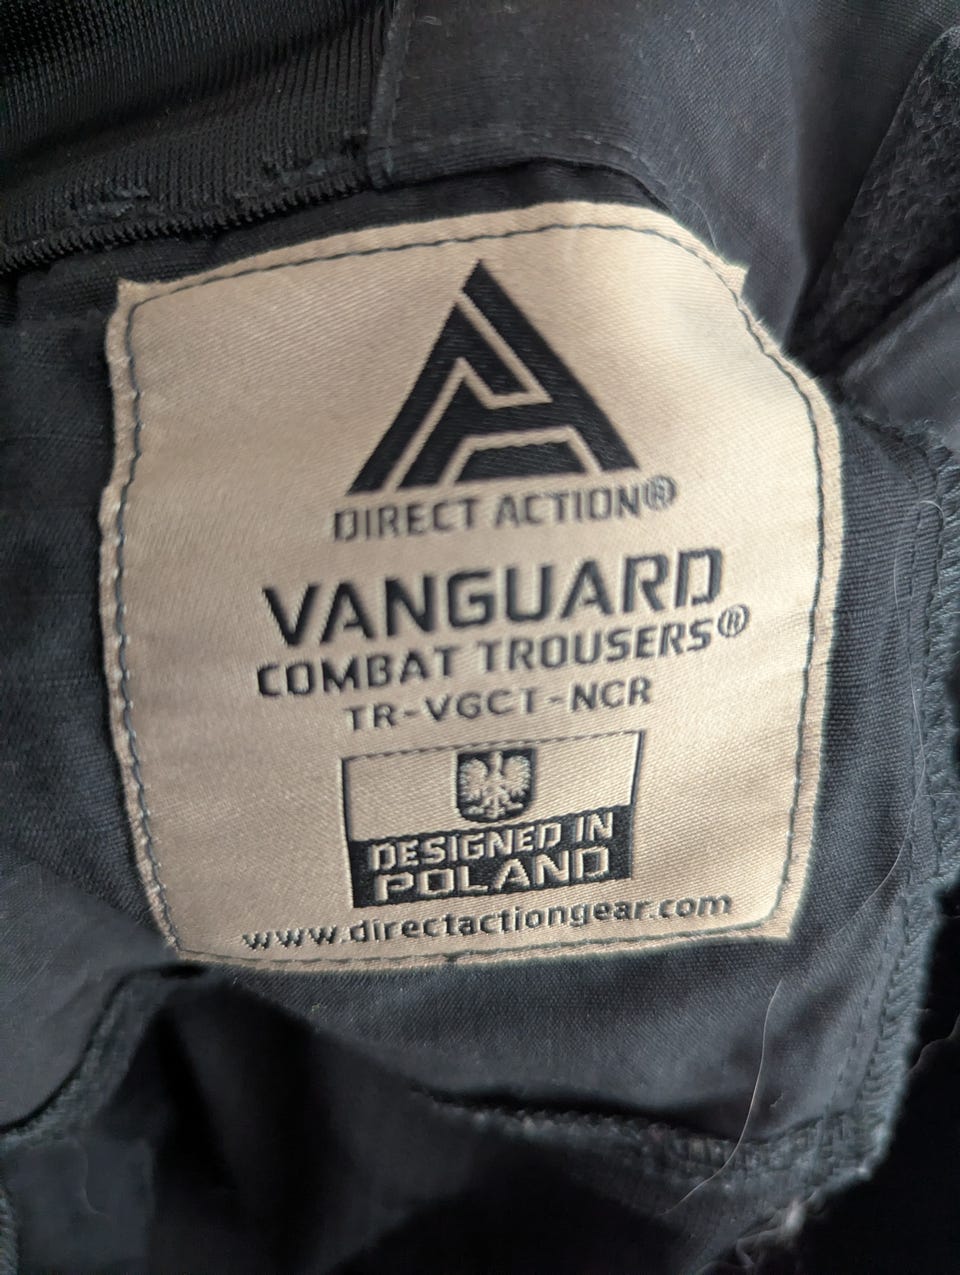 DIRECT ACTION®
VANGUARD
COMBAT TROUSERS®
TR-VGCT-NCR
DESIGNED IN
POLAND
www.directactiongear.com